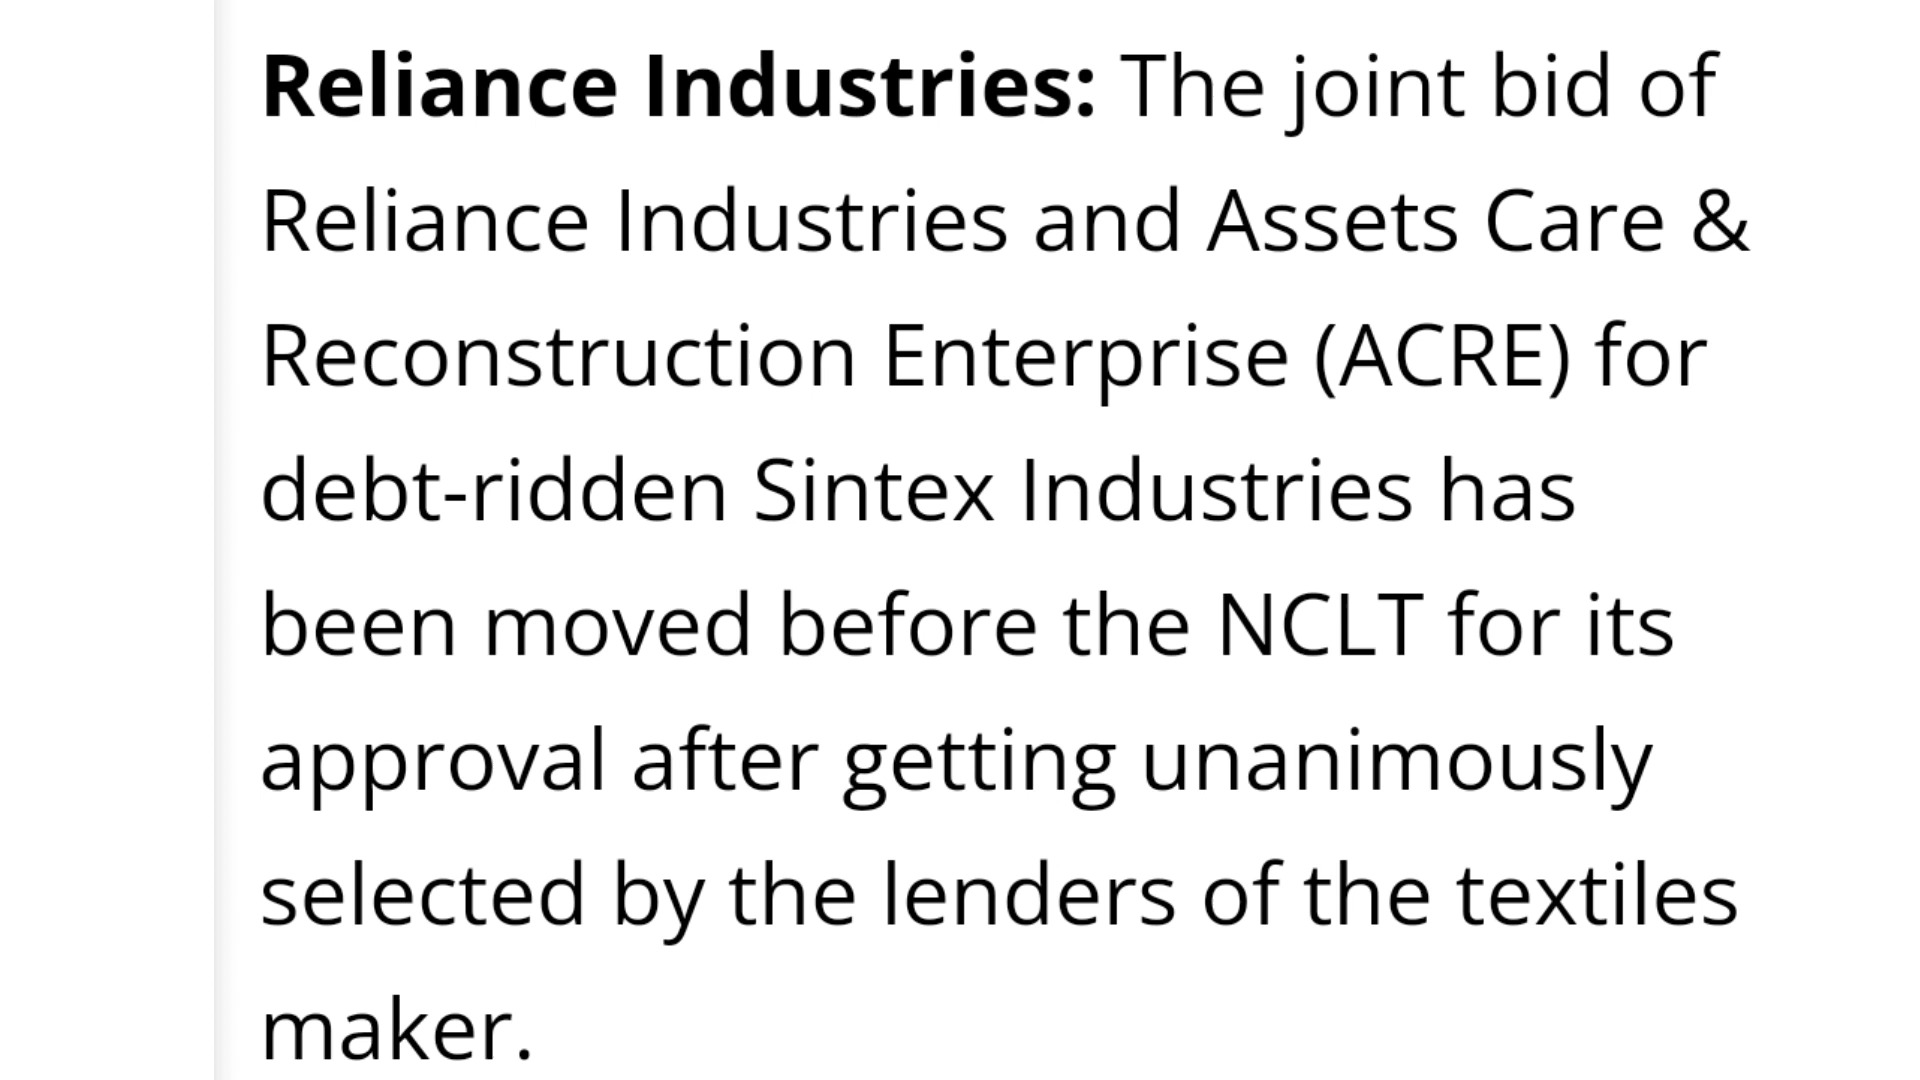 Reliance Industries: The joint bid of
Reliance Industries and Assets Care &
Reconstruction Enterprise (ACRE) for
debt-ridden Sintex Industries has
been moved before the NCLT for its
approval after getting unanimously
selected by the lenders of the textiles
maker.